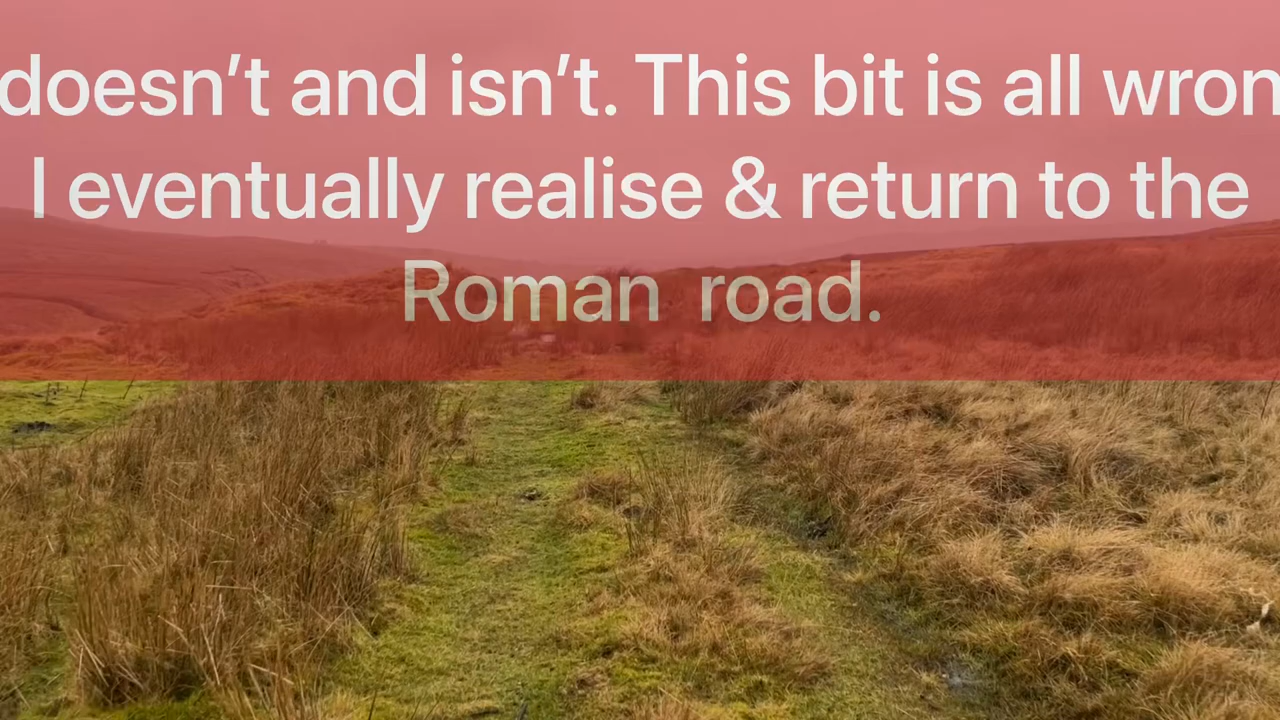 doesn’t and isn’t. This bit is all wron
I eventually realise & return to the
Roman  road.